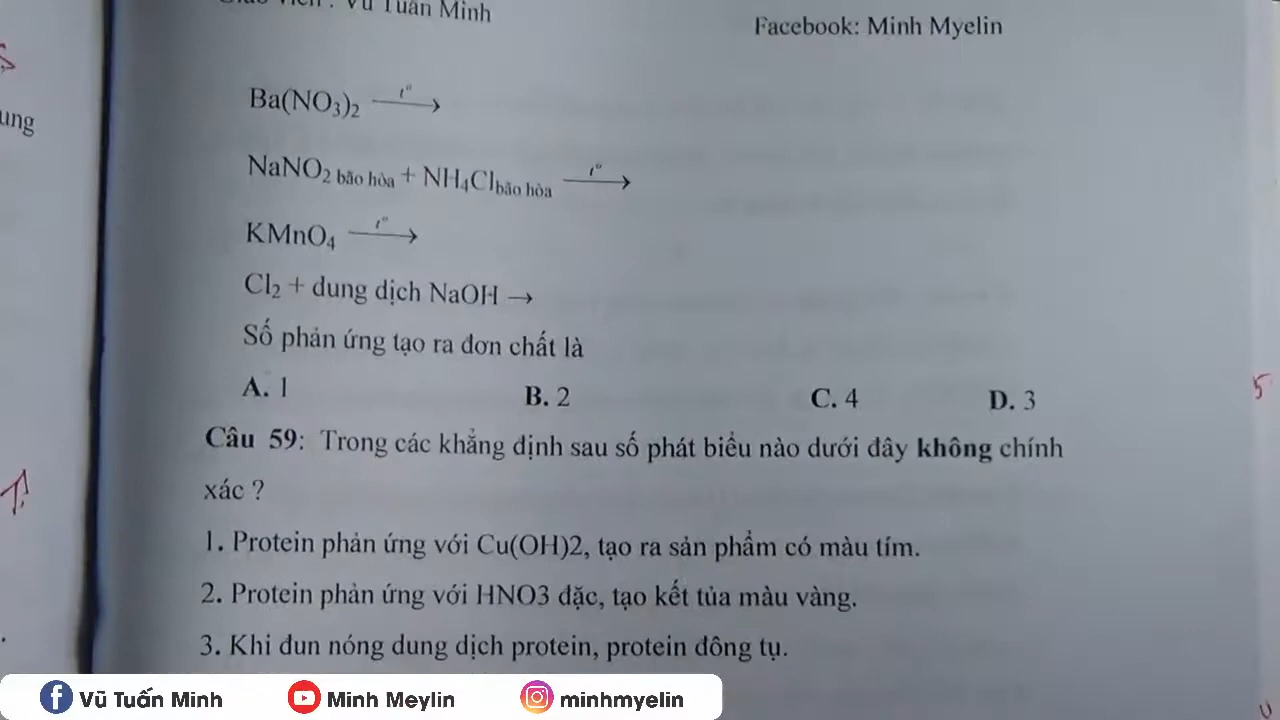 Giáo viên : Vũ Tuấn Minh
Facebook: Minh Myelin
ung
Ba(NO3)2 t° →
NaNO2 bão hòa + NH4Cl bão hòa t° →
KMnO4 t° →
Cl2 + dung dịch NaOH →
Số phản ứng tạo ra đơn chất là
A. 1 B. 2 C. 4 D. 3
5
Câu 59: Trong các khẳng định sau số phát biểu nào dưới đây không chính
xác ?
1. Protein phản ứng với Cu(OH)2, tạo ra sản phẩm có màu tím.
2. Protein phản ứng với HNO3 đặc, tạo kết tủa màu vàng.
3. Khi đun nóng dung dịch protein, protein đông tụ.
Vũ Tuấn Minh Minh Meylin minhmyelin